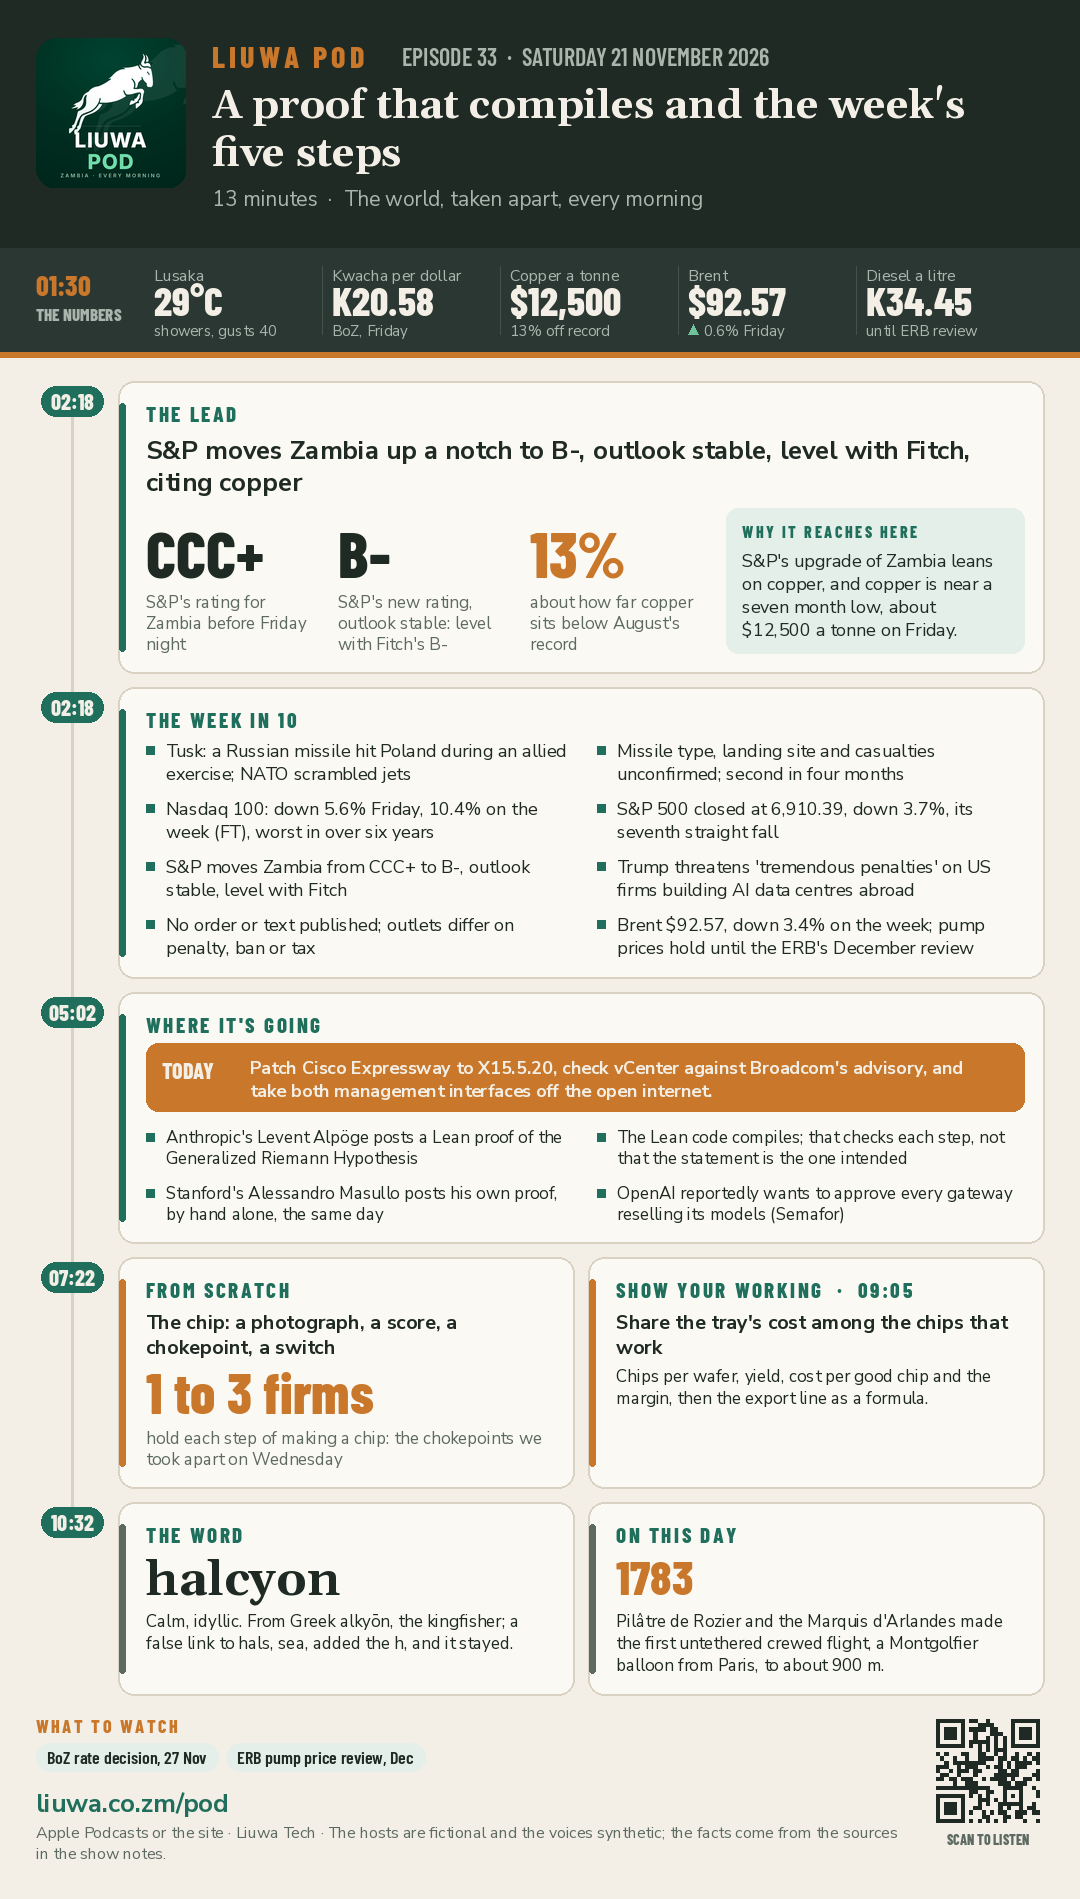 LIUWA
POD
ZAMBIA · EVERY MORNING
LIUWA POD EPISODE 33 · SATURDAY 21 NOVEMBER 2026
A proof that compiles and the week's
five steps
13 minutes · The world, taken apart, every morning
01:30
THE NUMBERS
Lusaka
29°C
showers, gusts 40
Kwacha per dollar
K20.58
BoZ, Friday
Copper a tonne
$12,500
13% off record
Brent
$92.57
▲ 0.6% Friday
Diesel a litre
K34.45
until ERB review
02:18
THE LEAD
S&P moves Zambia up a notch to B-, outlook stable, level with Fitch,
citing copper
CCC+
S&P's rating for
Zambia before Friday
night
B-
S&P's new rating,
outlook stable: level
with Fitch's B-
13%
about how far copper
sits below August's
record
WHY IT REACHES HERE
S&P's upgrade of Zambia leans
on copper, and copper is near a
seven month low, about
$12,500 a tonne on Friday.
02:18
THE WEEK IN 10
Tusk: a Russian missile hit Poland during an allied
exercise; NATO scrambled jets
Missile type, landing site and casualties
unconfirmed; second in four months
Nasdaq 100: down 5.6% Friday, 10.4% on the
week (FT), worst in over six years
S&P 500 closed at 6,910.39, down 3.7%, its
seventh straight fall
S&P moves Zambia from CCC+ to B-, outlook
stable, level with Fitch
Trump threatens 'tremendous penalties' on US
firms building AI data centres abroad
No order or text published; outlets differ on
penalty, ban or tax
Brent $92.57, down 3.4% on the week; pump
prices hold until the ERB's December review
05:02
WHERE IT'S GOING
TODAY
Patch Cisco Expressway to X15.5.20, check vCenter against Broadcom's advisory, and
take both management interfaces off the open internet.
Anthropic's Levent Alpöge posts a Lean proof of the
Generalized Riemann Hypothesis
The Lean code compiles; that checks each step, not
that the statement is the one intended
Stanford's Alessandro Masullo posts his own proof,
by hand alone, the same day
OpenAI reportedly wants to approve every gateway
reselling its models (Semafor)
07:22
FROM SCRATCH
The chip: a photograph, a score, a
chokepoint, a switch
1 to 3 firms
hold each step of making a chip: the chokepoints we
took apart on Wednesday
SHOW YOUR WORKING · 09:05
Share the tray's cost among the chips that
work
Chips per wafer, yield, cost per good chip and the
margin, then the export line as a formula.
10:32
THE WORD
halcyon
Calm, idyllic. From Greek alkyōn, the kingfisher; a
false link to hals, sea, added the h, and it stayed.
ON THIS DAY
1783
Pilâtre de Rozier and the Marquis d'Arlandes made
the first untethered crewed flight, a Montgolfier
balloon from Paris, to about 900 m.
WHAT TO WATCH
BoZ rate decision, 27 Nov
ERB pump price review, Dec
liuwa.co.zm/pod
Apple Podcasts or the site · Liuwa Tech · The hosts are fictional and the voices synthetic; the facts come from the sources
in the show notes.
SCAN TO LISTEN